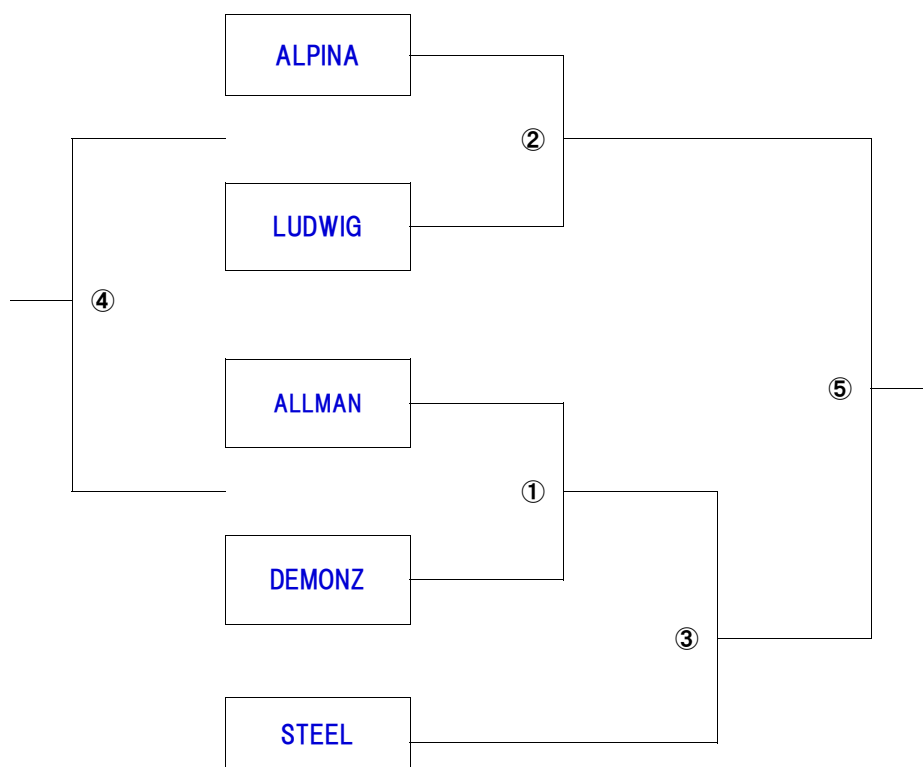 ALPINA
②
LUDWIG
④
ALLMAN
⑤
①
DEMONZ
③
STEEL